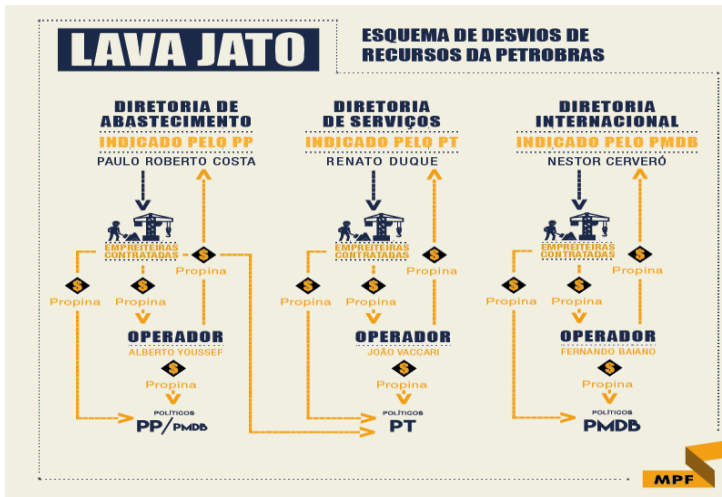 LAVA JATO
ESQUEMA DE DESVIOS DE
RECURSOS DA PETROBRAS
DIRETORIA DE
ABASTECIMENTO
INDICADO PELO PP
PAULO ROBERTO COSTA
EMPREITEIRAS
CONTRATADAS
$
Propina
$
Propina
$
Propina
OPERADOR
ALBERTO YOUSSEF
$
Propina
POLÍTICOS
PP/PMDB
DIRETORIA
DE SERVIÇOS
INDICADO PELO PT
RENATO DUQUE
EMPREITEIRAS
CONTRATADAS
$
Propina
$
Propina
$
Propina
OPERADOR
JOÃO VACCARI
$
Propina
POLÍTICOS
PT
DIRETORIA
INTERNACIONAL
INDICADO PELO PMDB
NESTOR CERVERÓ
EMPREITEIRAS
CONTRATADAS
$
Propina
$
Propina
$
Propina
OPERADOR
FERNANDO BAIANO
$
Propina
POLÍTICOS
PMDB
MPF